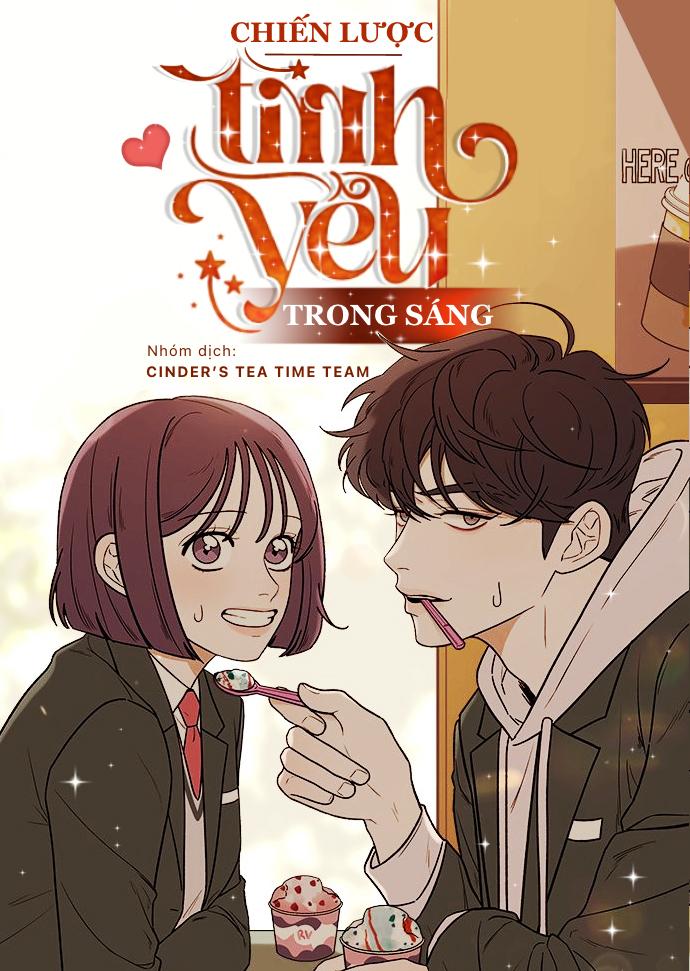 CHIẾN LƯỢC
tình
yêu
TRONG SÁNG
Nhóm dịch:
CINDER'S TEA TIME TEAM
HERE
RV